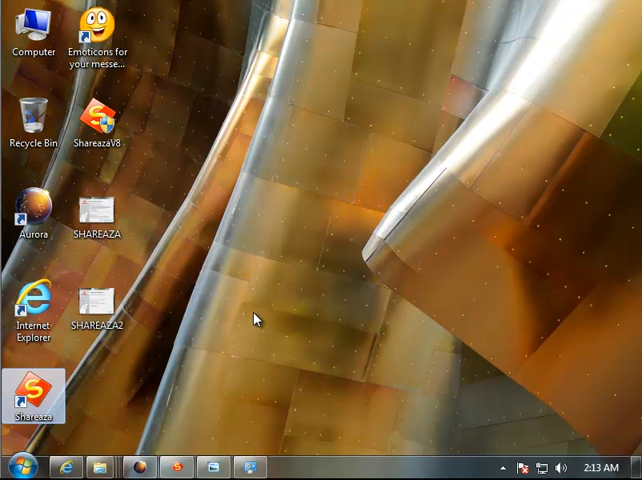 Computer
Emoticons for
your messe...
Recycle Bin
ShareazaV8
Aurora
SHAREAZA
Internet
Explorer
SHAREAZA2
Shareaza
2:13 AM